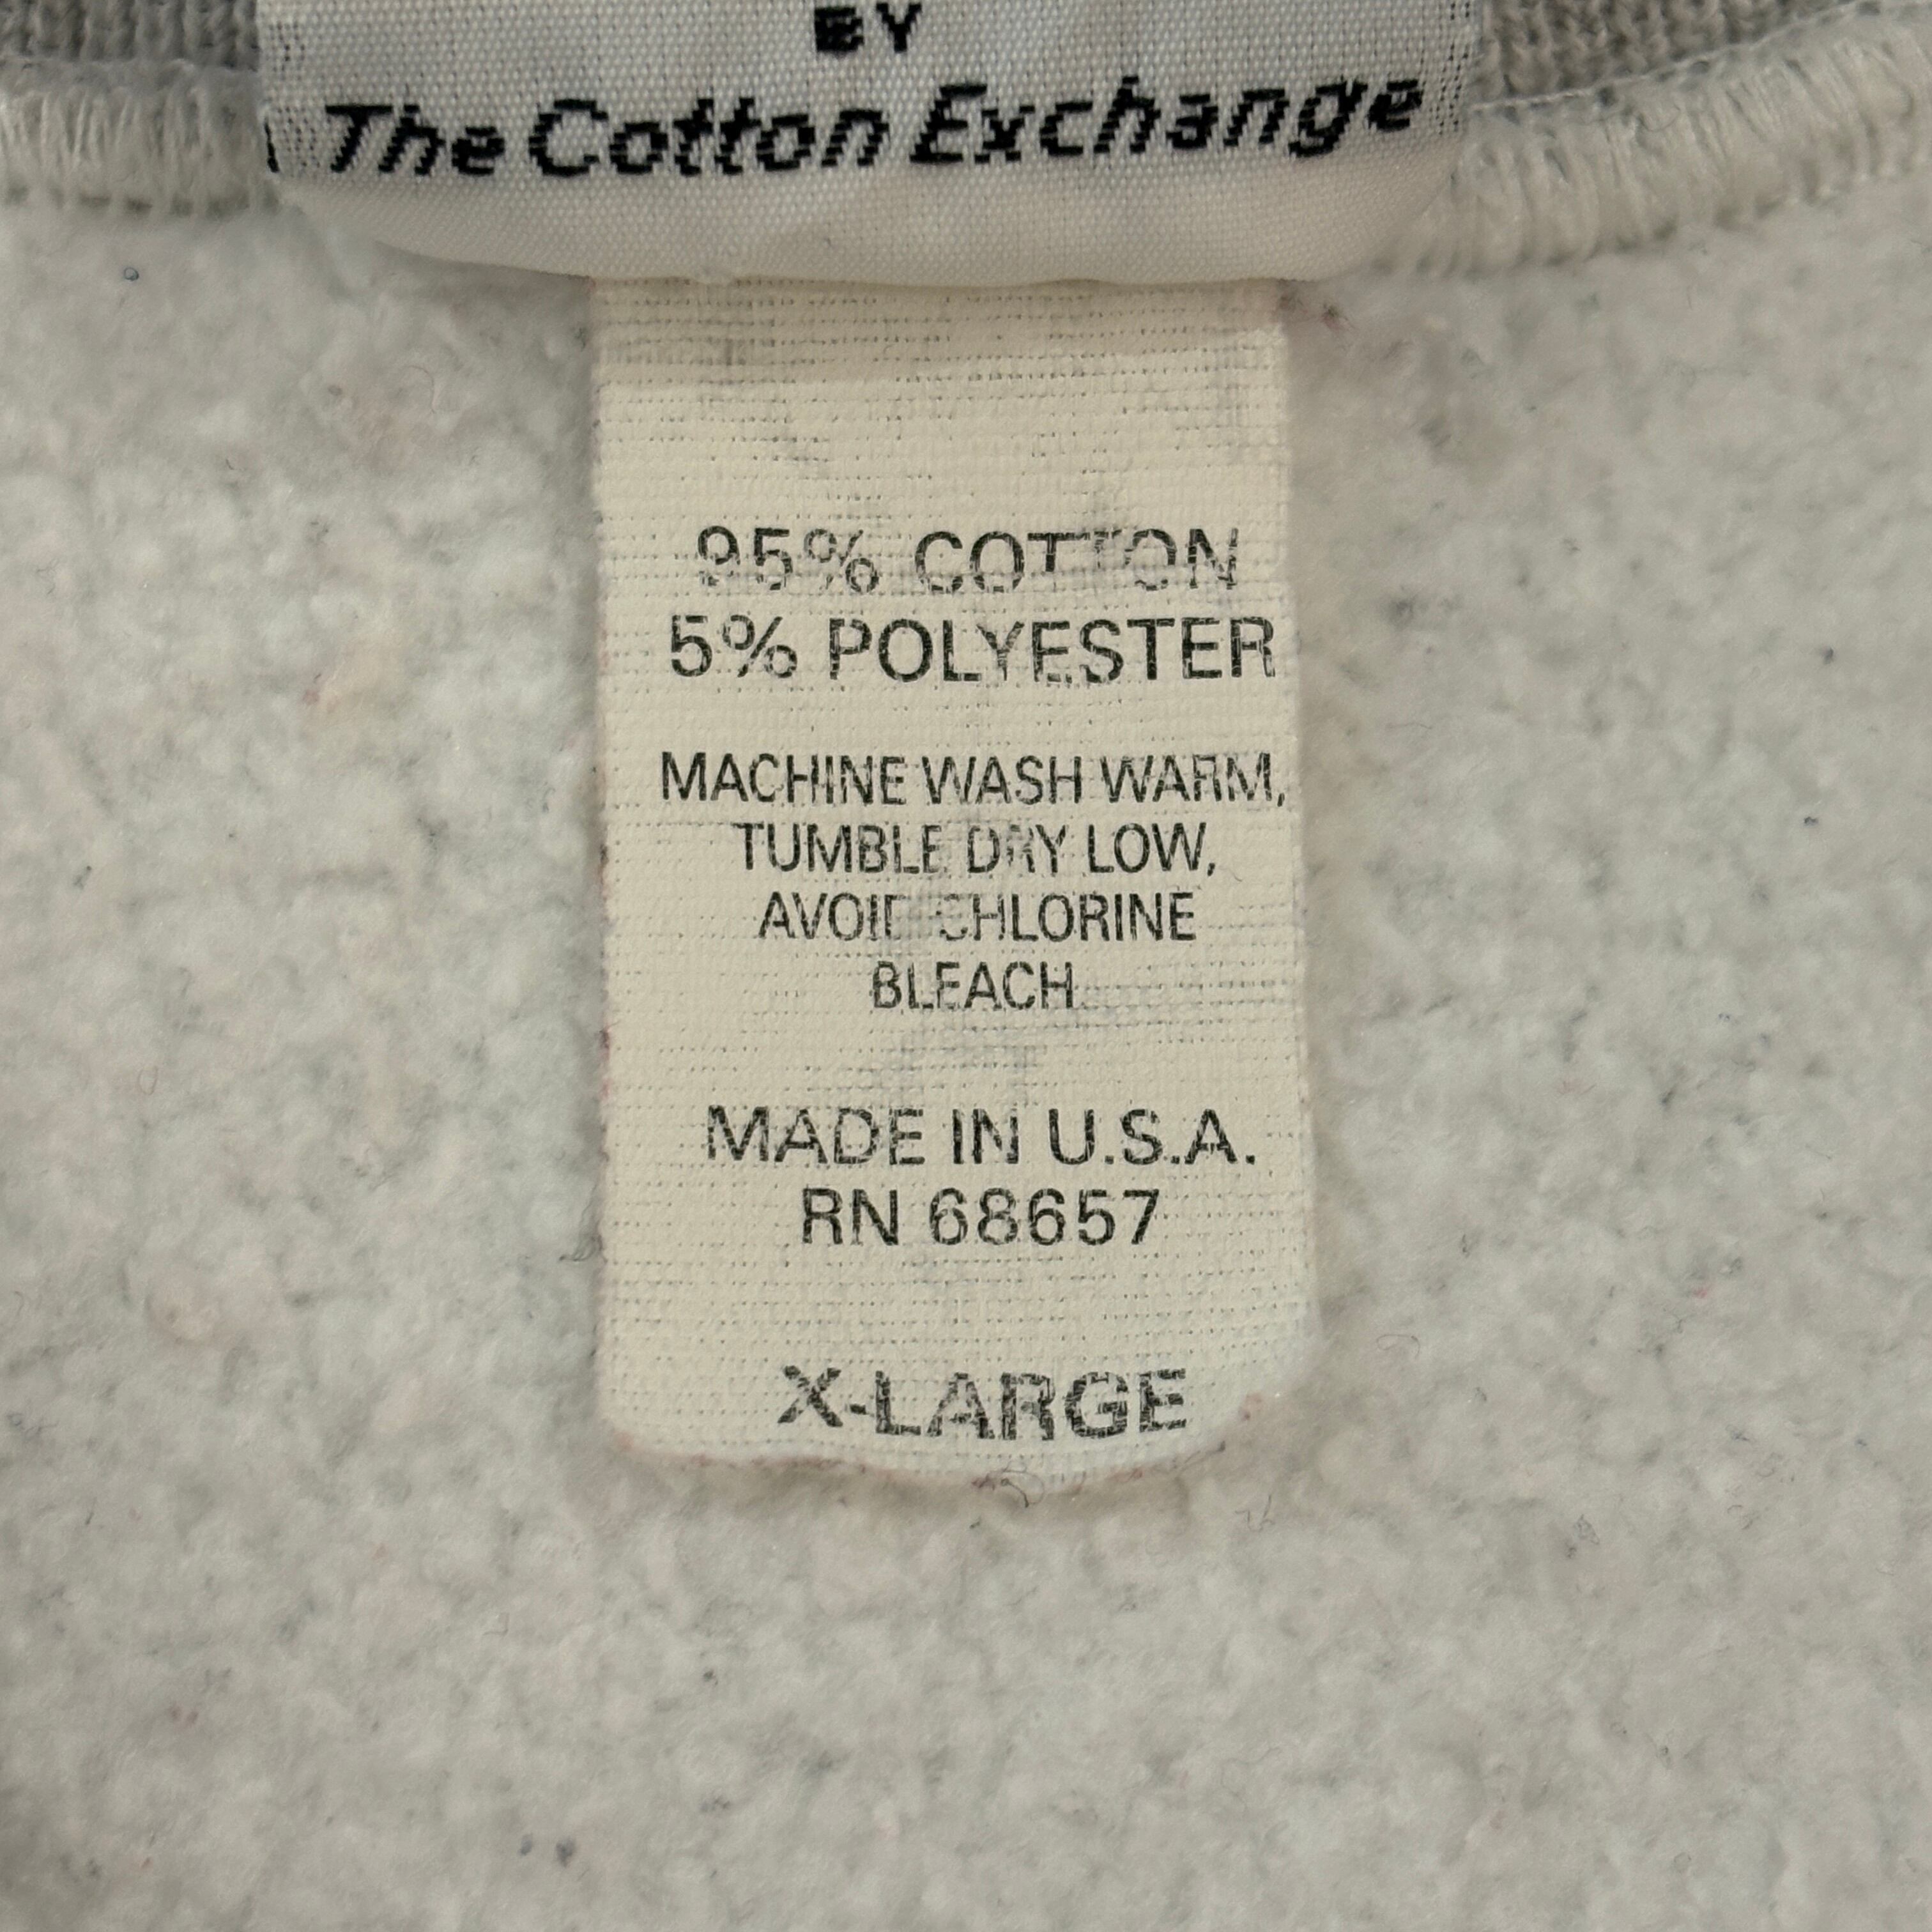 BY
The Cotton Exchange
95% COTTON
5% POLYESTER
MACHINE WASH WARM,
TUMBLE DRY LOW,
AVOID CHLORINE
BLEACH
MADE IN U.S.A.
RN 68657
X-LARGE